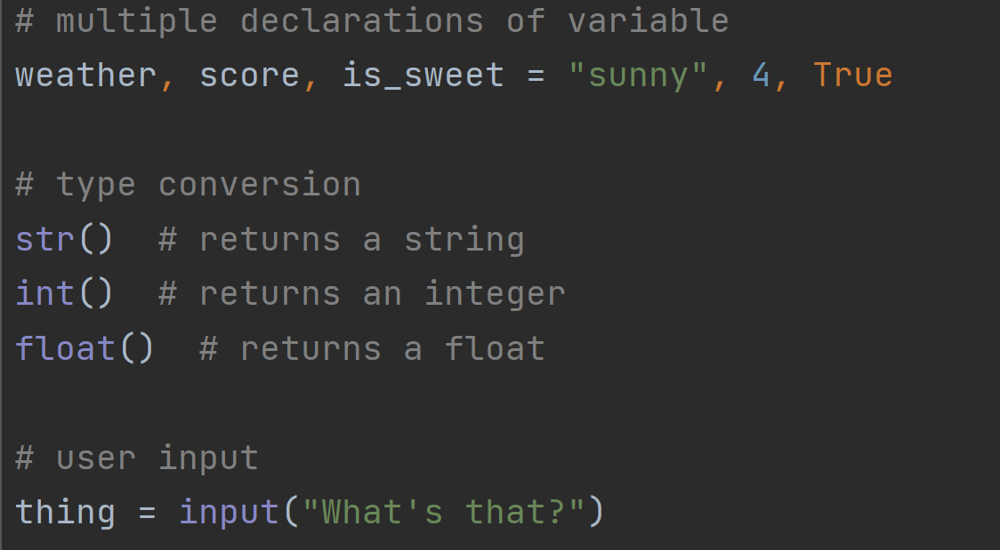 # multiple declarations of variable
weather, score, is_sweet = "sunny", 4, True
# type conversion
str()  # returns a string
int()  # returns an integer
float()  # returns a float
# user input
thing = input("What's that?")